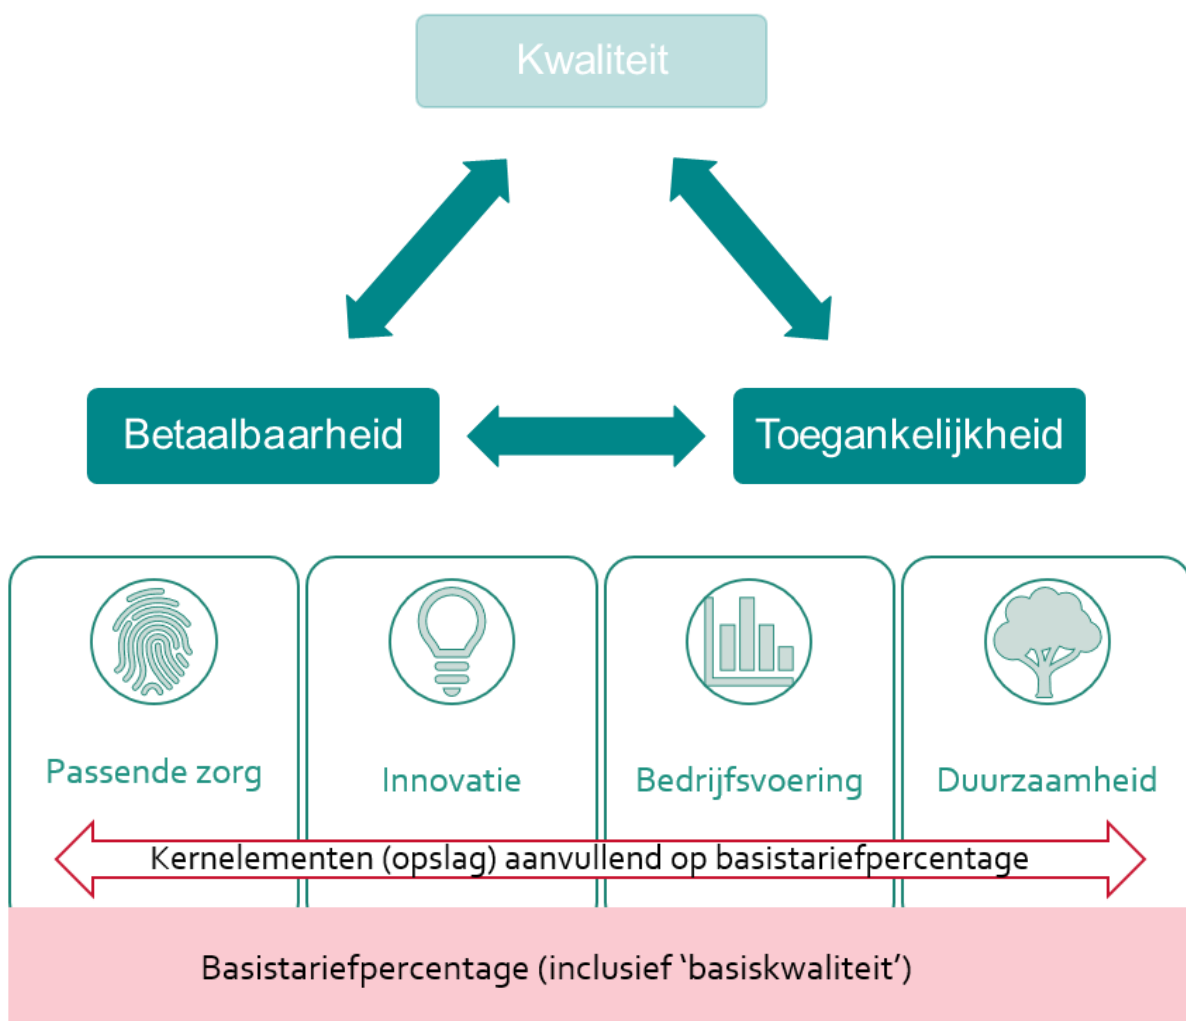 Kwaliteit
Betaalbaarheid
Toegankelijkheid
Passende zorg
Innovatie
Bedrijfsvoering
Duurzaamheid
Kernelementen (opslag) aanvullend op basistariefpercentage
Basistariefpercentage (inclusief ‘basiskwaliteit’)